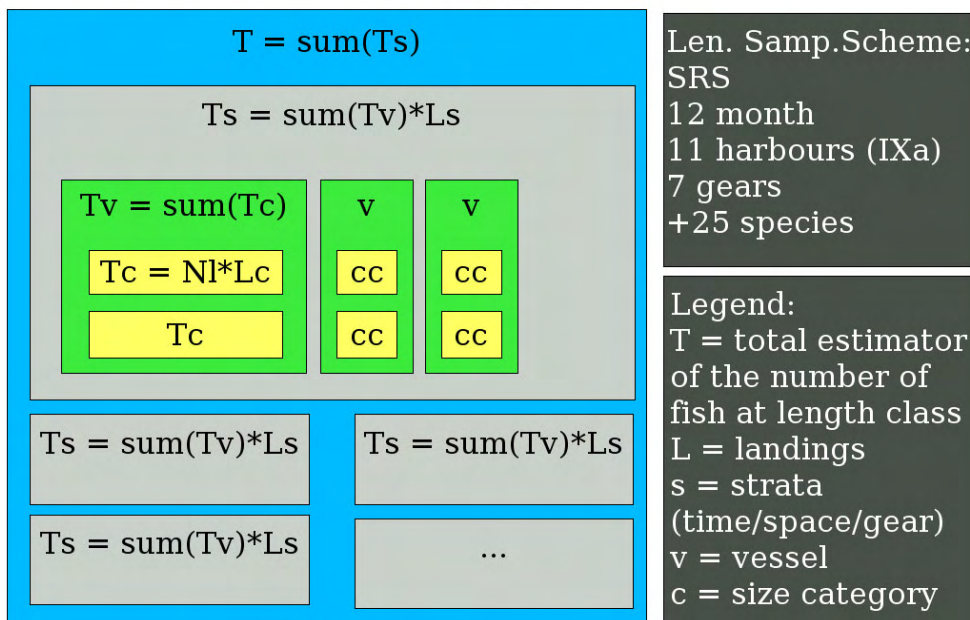 T = sum(Ts)
Ts = sum(Tv)*Ls
Tv = sum(Tc)
v
v
Tc = Nl*Lc
cc
cc
Tc
cc
cc
Ts = sum(Tv)*Ls
Ts = sum(Tv)*Ls
Ts = sum(Tv)*Ls
...
Len. Samp.Scheme:
SRS
12 month
11 harbours (IXa)
7 gears
+25 species
Legend:
T = total estimator
of the number of
fish at length class
L = landings
s = strata
(time/space/gear)
v = vessel
c = size category